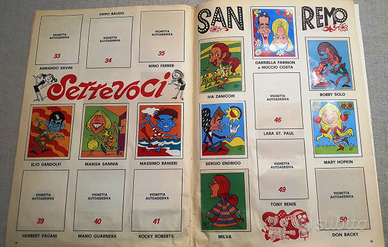 PIPPO BAUDO
VIGNETTA
AUTOADESIVA
33
ARMANDO SAVINI
VIGNETTA
AUTOADESIVA
34
VIGNETTA
AUTOADESIVA
35
NINO FERRER
Settevoci
ELIO GANDOLFI
MARISA SANNIA
MASSIMO RANIERI
VIGNETTA
AUTOADESIVA
39
HERBERT PAGANI
VIGNETTA
AUTOADESIVA
40
MARIO GUARNERA
VIGNETTA
AUTOADESIVA
41
ROCKY ROBERTS
SAN REMO
IVA ZANICCHI
GABRIELLA FARINON
e NUCCIO COSTA
BOBBY SOLO
SERGIO ENDRIGO
VIGNETTA
AUTOADESIVA
46
LARA ST. PAUL
MARY HOPKIN
MILVA
VIGNETTA
AUTOADESIVA
49
TONY RENIS
VIGNETTA
AUTOADESIVA
50
DON BACKY
subito